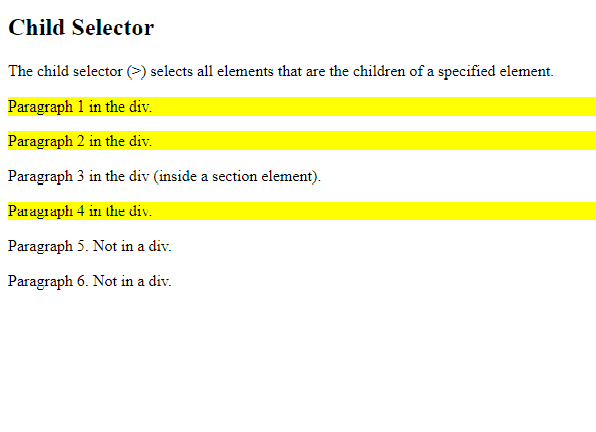 Child Selector
The child selector (>) selects all elements that are the children of a specified element.
Paragraph 1 in the div.
Paragraph 2 in the div.
Paragraph 3 in the div (inside a section element).
Paragraph 4 in the div.
Paragraph 5. Not in a div.
Paragraph 6. Not in a div.